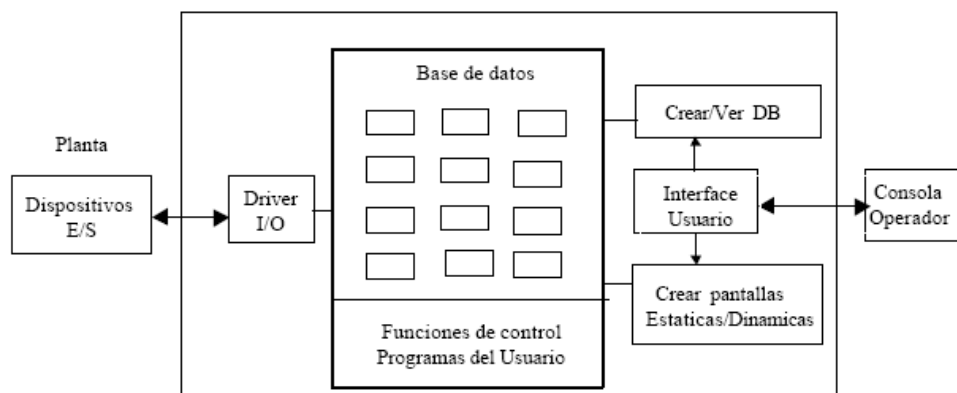 Planta
Dispositivos
E/S
Driver
I/O
Base de datos
Funciones de control
Programas del Usuario
Crear/Ver DB
Interface
Usuario
Crear pantallas
Estaticas/Dinamicas
Consola
Operador